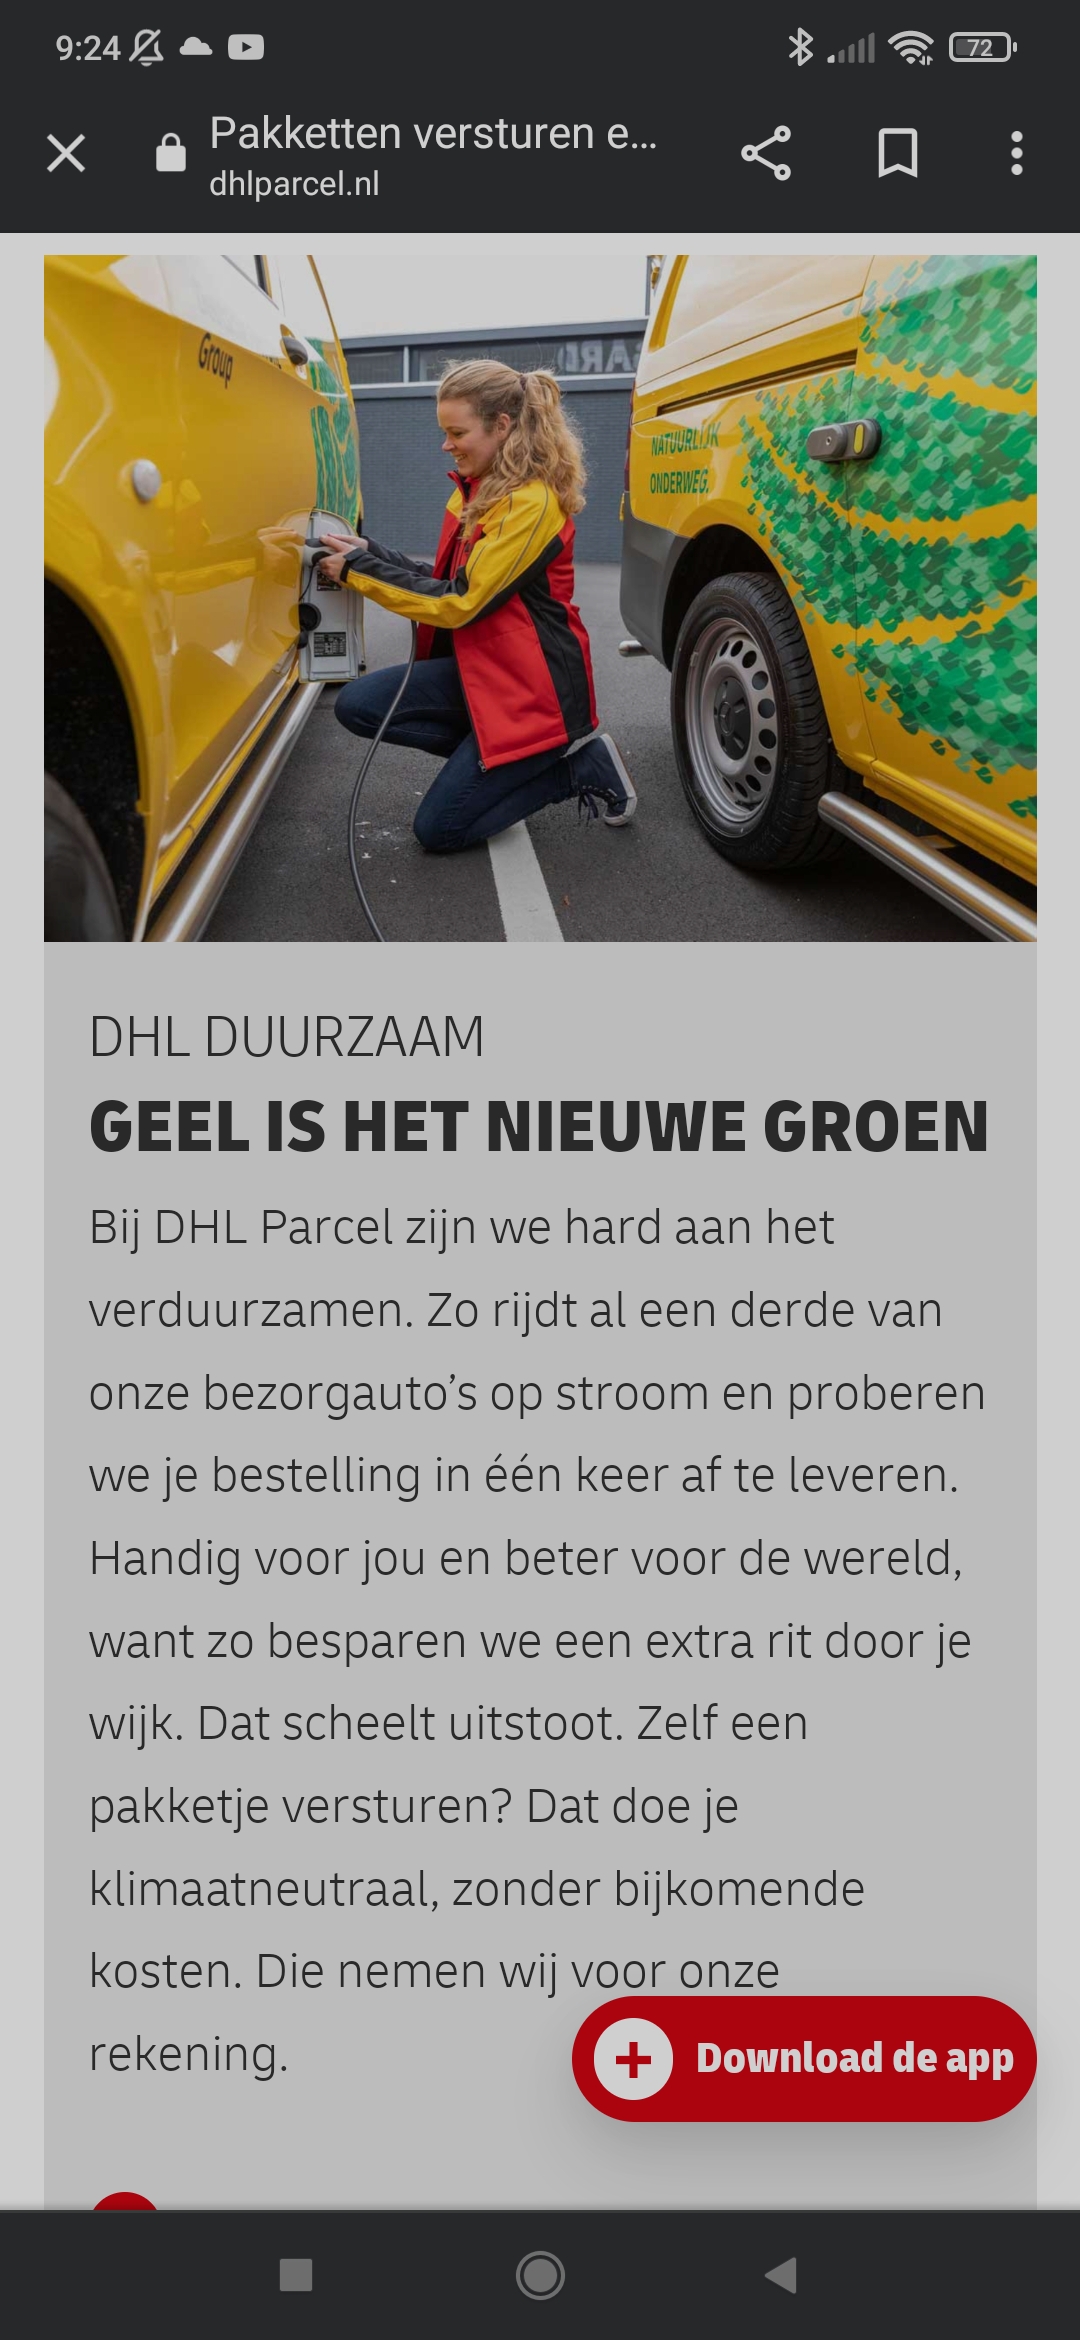 9:24
72
Pakketten versturen e...
dhlparcel.nl
Group
NATUURLIJK
ONDERWEG.
DHL DUURZAAM
GEEL IS HET NIEUWE GROEN
Bij DHL Parcel zijn we hard aan het
verduurzamen. Zo rijdt al een derde van
onze bezorgauto’s op stroom en proberen
we je bestelling in één keer af te leveren.
Handig voor jou en beter voor de wereld,
want zo besparen we een extra rit door je
wijk. Dat scheelt uitstoot. Zelf een
pakketje versturen? Dat doe je
klimaatneutraal, zonder bijkomende
kosten. Die nemen wij voor onze
rekening.
Download de app